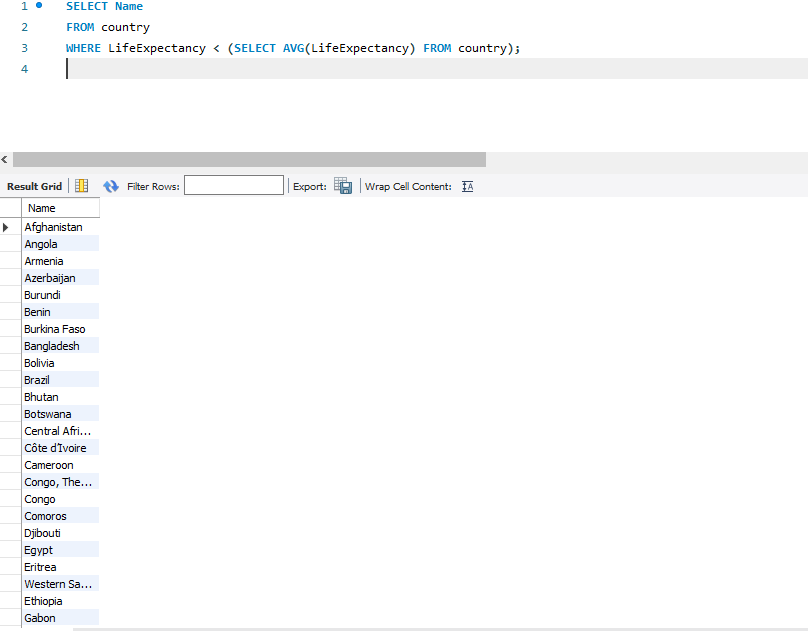 1 SELECT Name
2 FROM country
3 WHERE LifeExpectancy < (SELECT AVG(LifeExpectancy) FROM country);
4
Result Grid Filter Rows: Export: Wrap Cell Content:
Name
Afghanistan
Angola
Armenia
Azerbaijan
Burundi
Benin
Burkina Faso
Bangladesh
Bolivia
Brazil
Bhutan
Botswana
Central Afri...
Côte d'Ivoire
Cameroon
Congo, The...
Congo
Comoros
Djibouti
Egypt
Eritrea
Western Sa...
Ethiopia
Gabon